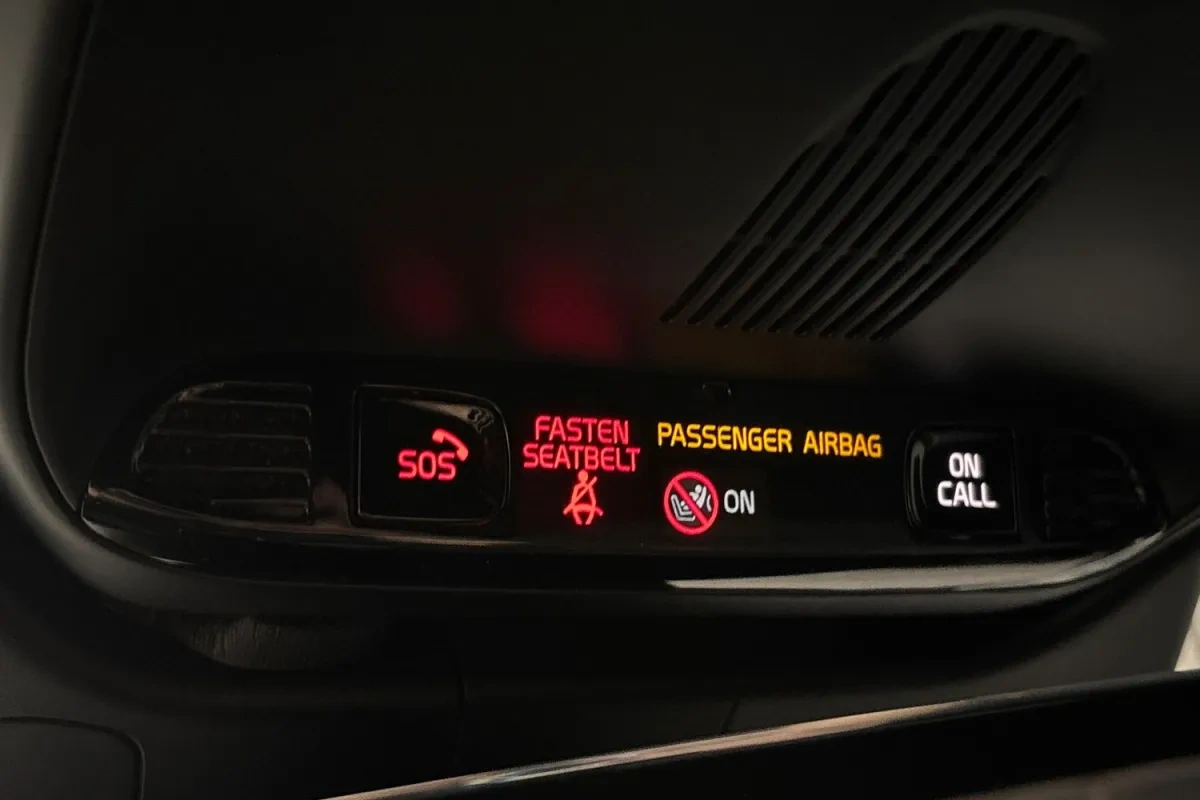 SOS
FASTEN
SEATBELT
PASSENGER AIRBAG
ON
ON
CALL